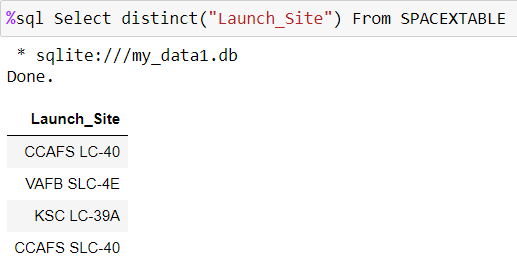 %sql Select distinct("Launch_Site") From SPACEXTABLE
* sqlite:///my_data1.db
Done.
Launch_Site
CCAFS LC-40
VAFB SLC-4E
KSC LC-39A
CCAFS SLC-40